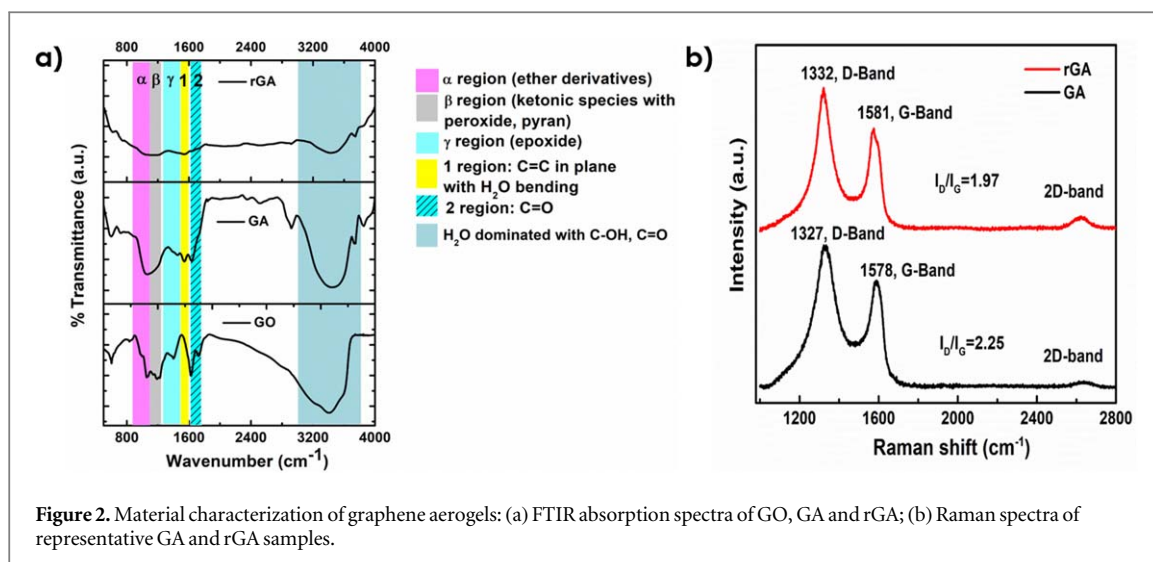 a)
800 1600 2400 3200 4000
α β γ 1 2
rGA
GA
GO
% Transmittance (a.u.)
800 1600 2400 3200 4000
Wavenumber (cm⁻¹)
α region (ether derivatives)
β region (ketonic species with
peroxide, pyran)
γ region (epoxide)
1 region: C=C in plane
with H₂O bending
2 region: C=O
H₂O dominated with C-OH, C=O
b)
rGA
GA
1332, D-Band
1581, G-Band
I_D/I_G=1.97
2D-band
1327, D-Band
1578, G-Band
I_D/I_G=2.25
2D-band
Intensity (a.u.)
1200 1600 2000 2400 2800
Raman shift (cm⁻¹)
Figure 2. Material characterization of graphene aerogels: (a) FTIR absorption spectra of GO, GA and rGA; (b) Raman spectra of
representative GA and rGA samples.